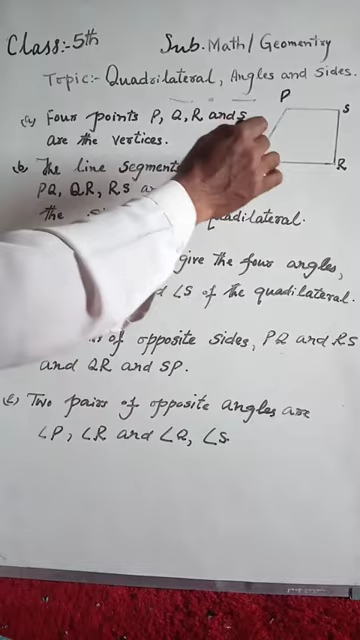 Class:- 5th Sub. Math/Geomentry
Topic:- Quadrilateral, Angles and Sides.
P
S
(a) Four points P, Q, R and S
are the vertices.
R
b. The line segments
PQ, QR, RS
the quadrilateral.
give the four angles,
∠S of the quadrilateral.
of opposite sides, PQ and RS
and QR and SP.
(E) Two pairs of opposite angles are
∠P, ∠R and ∠Q, ∠S